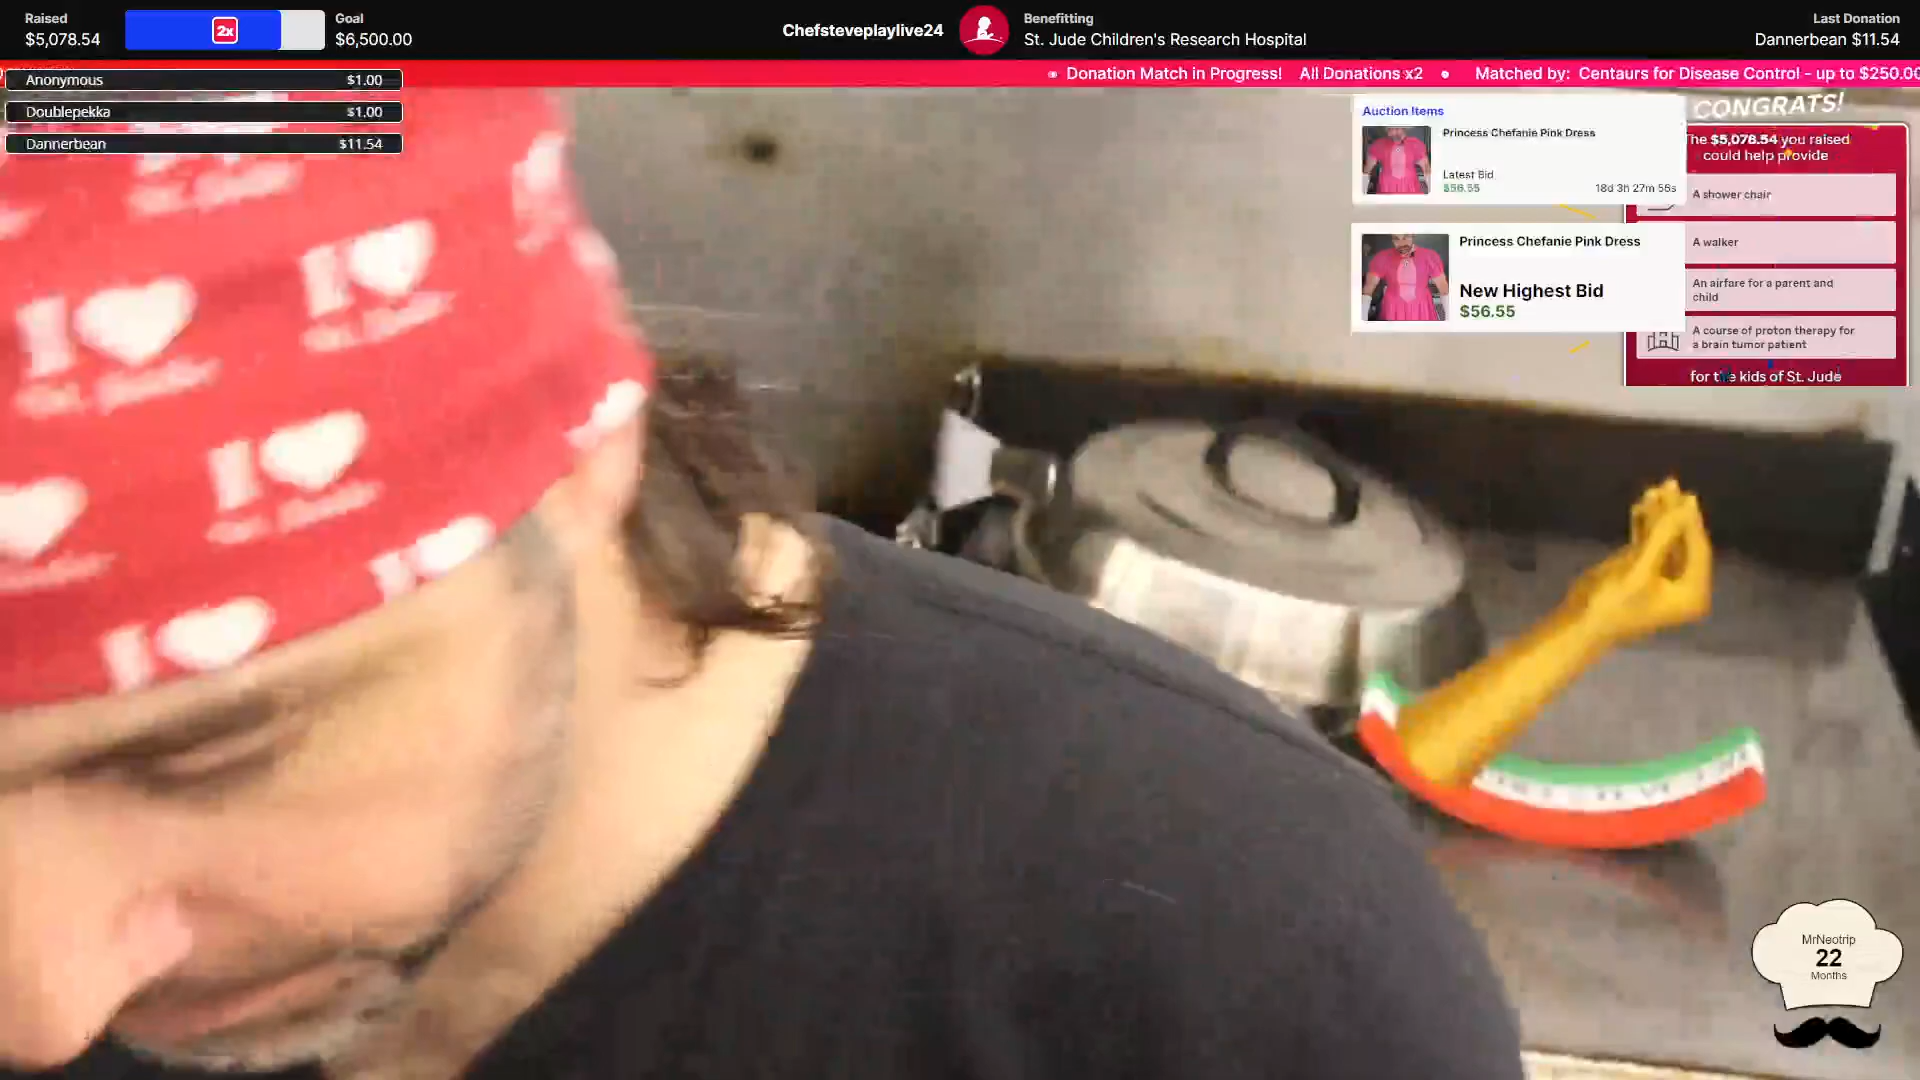 Raised
$5,078.54
2x
Goal
$6,500.00
Chefsteveplaylive24
Benefitting
St. Jude Children's Research Hospital
Last Donation
Dannerbean $11.54
Donation Match in Progress! All Donations x2 Matched by: Centaurs for Disease Control - up to $250.00
Anonymous $1.00
Doublepekka $1.00
Dannerbean $11.54
Auction Items
Princess Chefanie Pink Dress
Latest Bid
$56.55 18d 3h 27m 56s
Princess Chefanie Pink Dress
New Highest Bid
$56.55
CONGRATS!
The $5,078.54 you raised
could help provide
A shower chair
A walker
An airfare for a parent and
child
A course of proton therapy for
a brain tumor patient
for the kids of St. Jude
I
I
I
I
I
MrNeotrip
22
Months